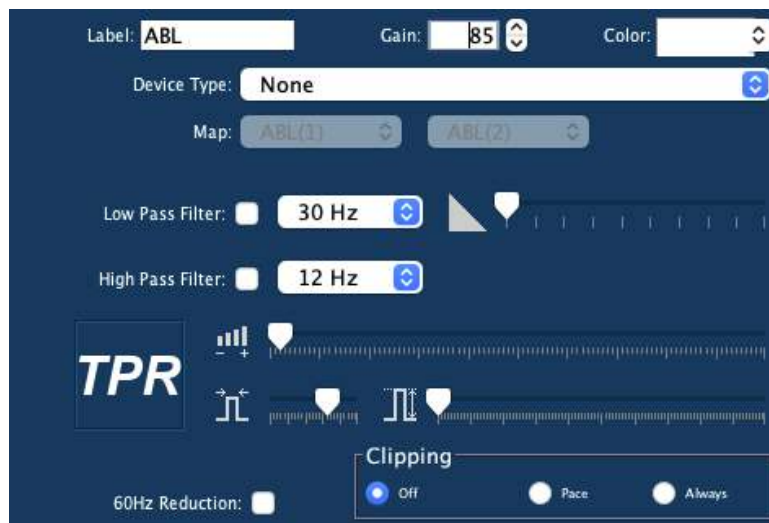 Label: ABL Gain: 85 Color:
Device Type: None
Map: ABL(1) ABL(2)
Low Pass Filter: 30 Hz
High Pass Filter: 12 Hz
- +
TPR
Clipping
Off Pace Always
60Hz Reduction: